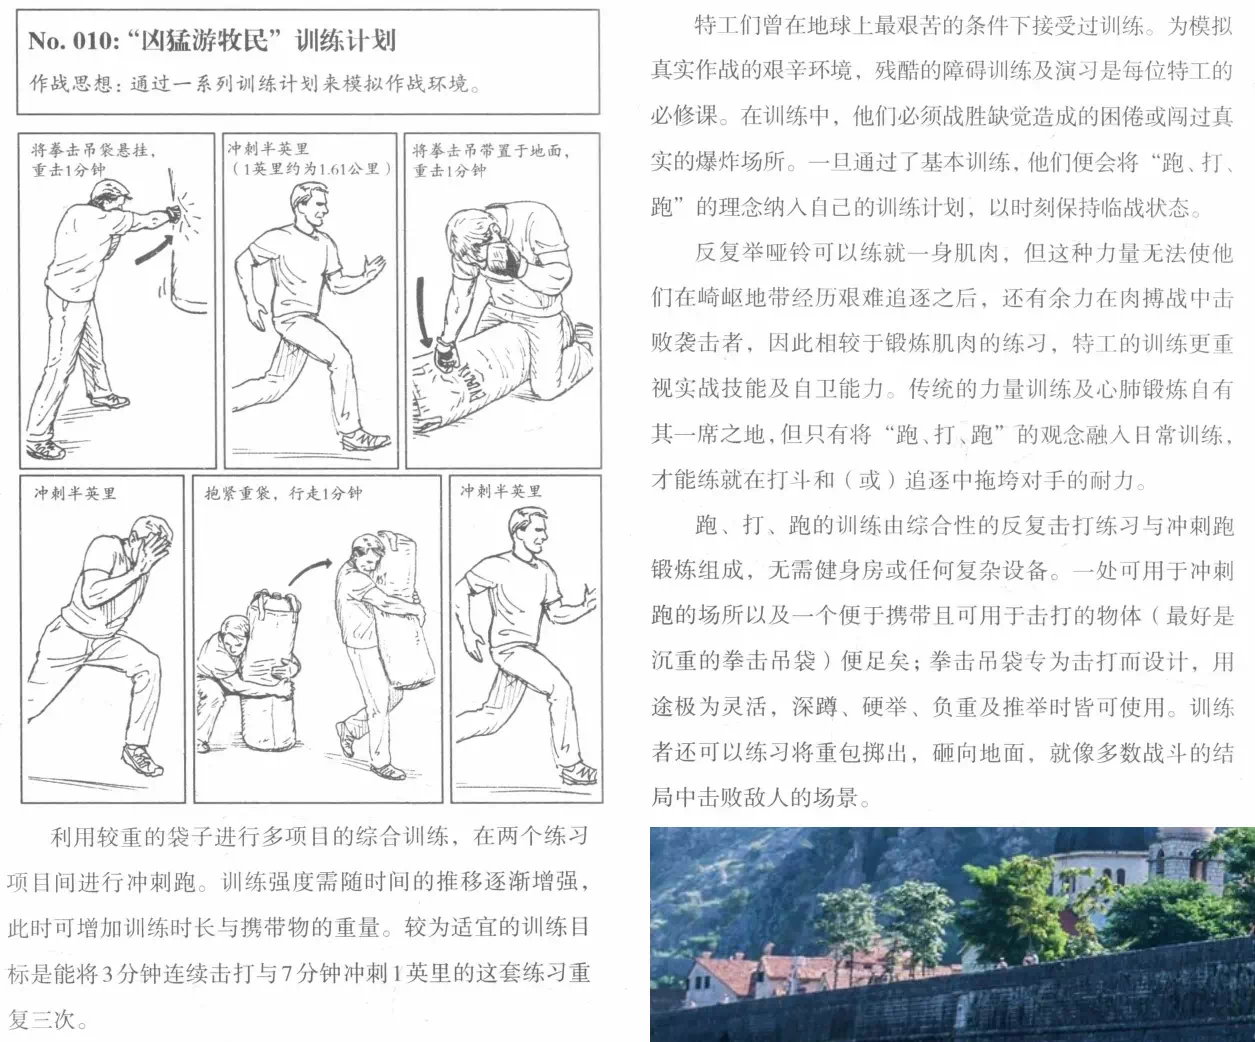 No. 010: “凶猛游牧民” 训练计划
作战思想: 通过一系列训练计划来模拟作战环境。
将拳击吊袋悬挂,
重击1分钟
冲刺半英里
(1英里约为1.61公里)
将拳击吊带置于地面,
重击1分钟
冲刺半英里
抱紧重袋, 行走1分钟
冲刺半英里
利用较重的袋子进行多项目的综合训练, 在两个练习
项目间进行冲刺跑。训练强度需随时间的推移逐渐增强,
此时可增加训练时长与携带物的重量。较为适宜的训练目
标是能将3分钟连续击打与7分钟冲刺1英里的这套练习重
复三次。
特工们曾在地球上最艰苦的条件下接受过训练。为模拟
真实作战的艰辛环境, 残酷的障碍训练及演习是每位特工的
必修课。在训练中, 他们必须战胜缺觉造成的困倦或闯过真
实的爆炸场所。一旦通过了基本训练, 他们便会将 “跑、打、
跑” 的理念纳入自己的训练计划, 以时刻保持临战状态。
反复举哑铃可以练就一身肌肉, 但这种力量无法使他
们在崎岖地带经历艰难追逐之后, 还有余力在肉搏战中击
败袭击者, 因此相较于锻炼肌肉的练习, 特工的训练更重
视实战技能及自卫能力。传统的力量训练及心肺锻炼自有
其一席之地, 但只有将 “跑、打、跑” 的观念融入日常训练,
才能练就在打斗和 (或) 追逐中拖垮对手的耐力。
跑、打、跑的训练由综合性的反复击打练习与冲刺跑
锻炼组成, 无需健身房或任何复杂设备。一处可用于冲刺
跑的场所以及一个便于携带且可用于击打的物体 (最好是
沉重的拳击吊袋) 便足矣; 拳击吊袋专为击打而设计, 用
途极为灵活, 深蹲、硬举、负重及推举时皆可使用。训练
者还可以练习将重包掷出, 砸向地面, 就像多数战斗的结
局中击败敌人的场景。